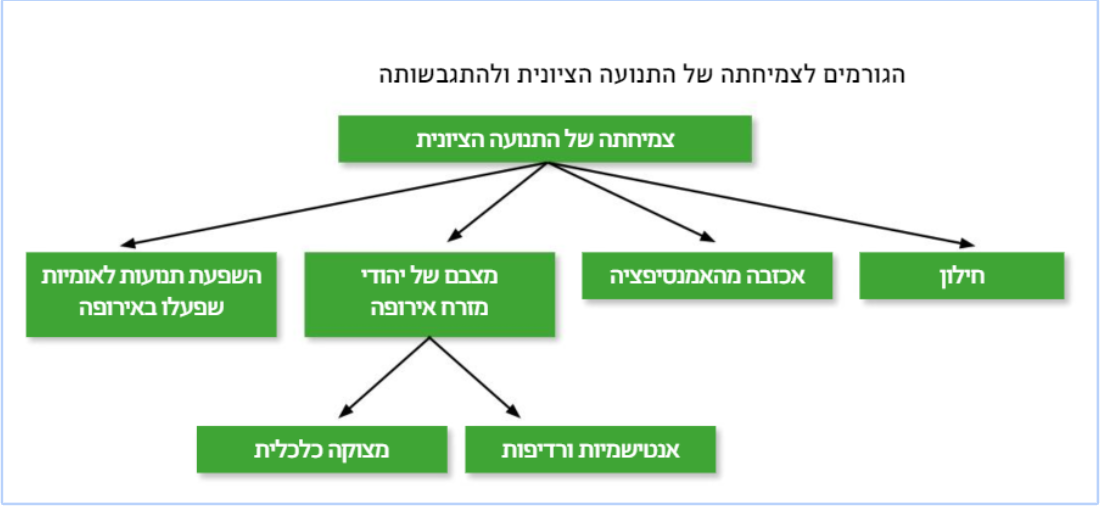 הגורמים לצמיחתה של התנועה הציונית ולהתגבשותה
צמיחתה של התנועה הציונית
חילון
אכזבה מהאמנסיפציה
מצבם של יהודי
מזרח אירופה
השפעת תנועות לאומיות
שפעלו באירופה
אנטישמיות ורדיפות
מצוקה כלכלית